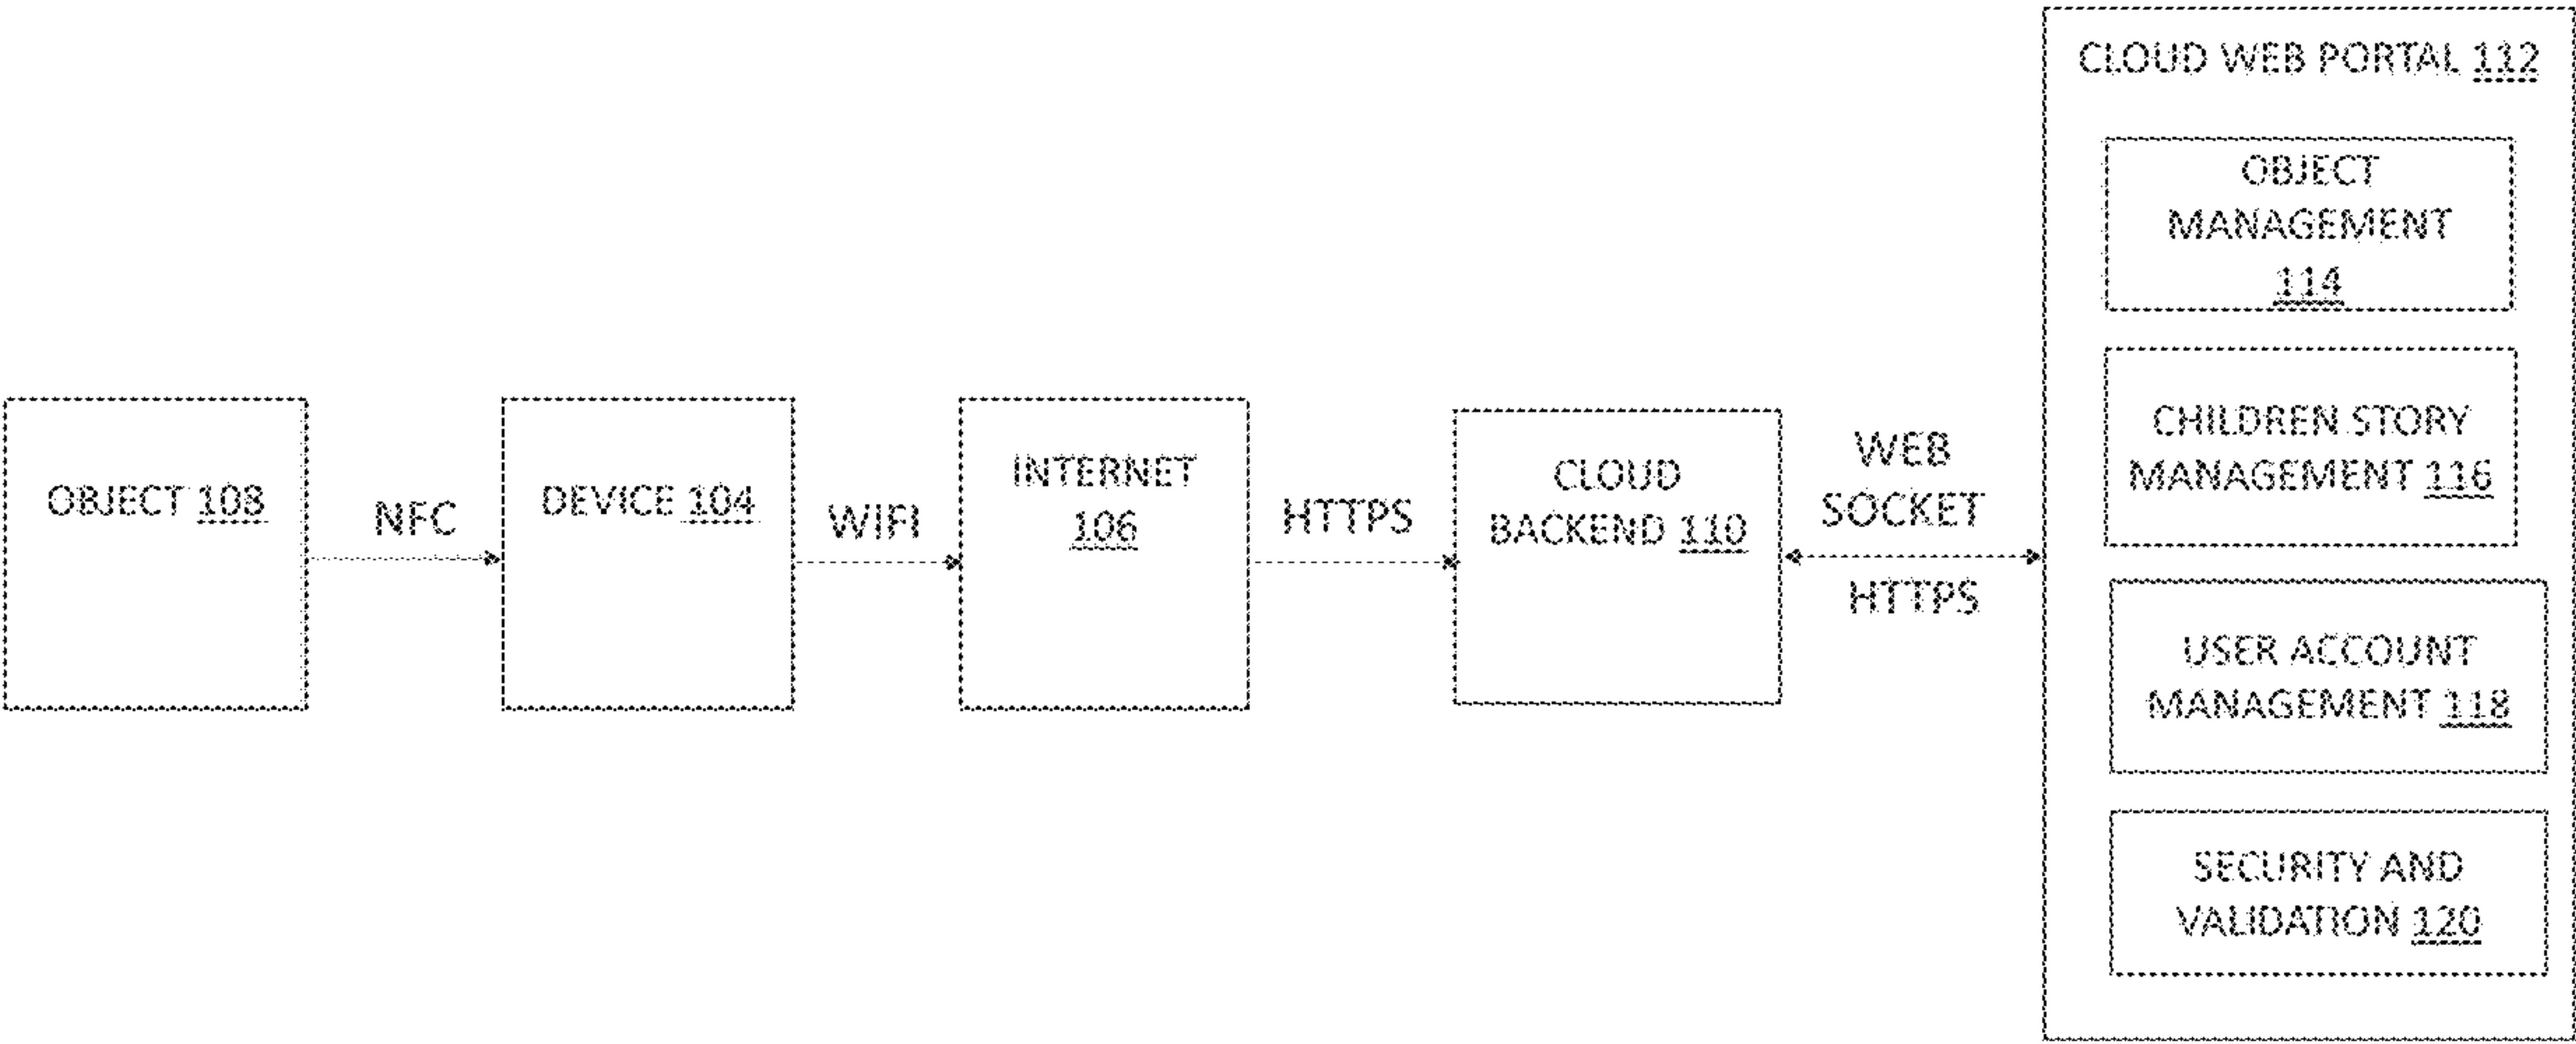 OBJECT 108
NFC
DEVICE 104
WIFI
INTERNET
106
HTTPS
CLOUD
BACKEND 110
WEB
SOCKET
HTTPS
CLOUD WEB PORTAL 112
OBJECT
MANAGEMENT
114
CHILDREN STORY
MANAGEMENT 116
USER ACCOUNT
MANAGEMENT 118
SECURITY AND
VALIDATION 120